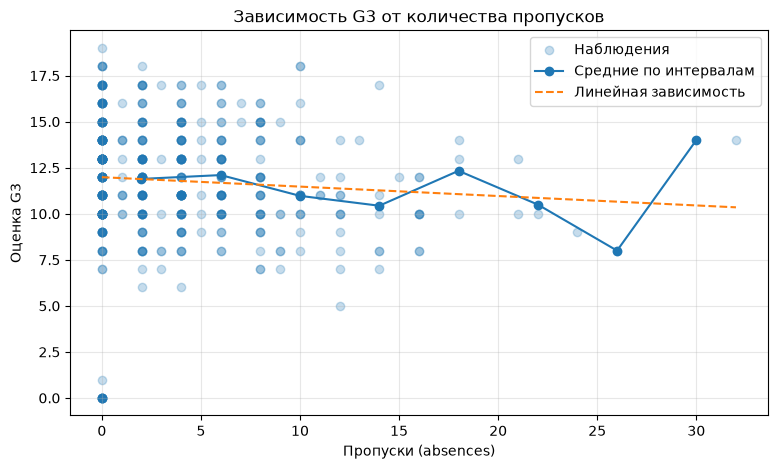 Зависимость G3 от количества пропусков
Наблюдения
Средние по интервалам
Линейная зависимость
Оценка G3
17.5
15.0
12.5
10.0
7.5
5.0
2.5
0.0
0 5 10 15 20 25 30
Пропуски (absences)